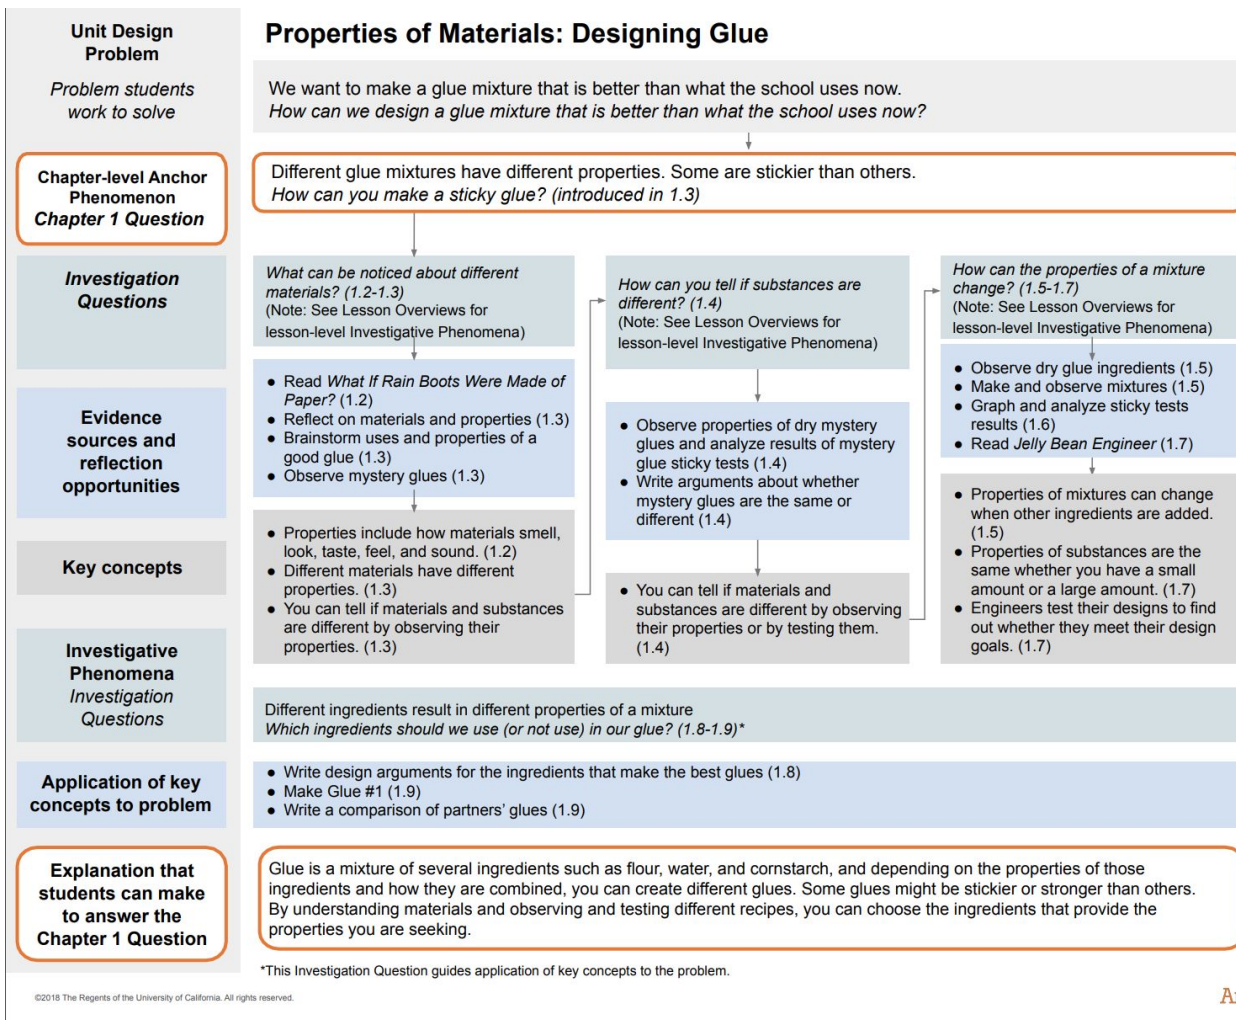 Unit Design
Problem
Problem students
work to solve
Properties of Materials: Designing Glue
We want to make a glue mixture that is better than what the school uses now.
How can we design a glue mixture that is better than what the school uses now?
Chapter-level Anchor
Phenomenon
Chapter 1 Question
Different glue mixtures have different properties. Some are stickier than others.
How can you make a sticky glue? (introduced in 1.3)
Investigation
Questions
What can be noticed about different
materials? (1.2-1.3)
(Note: See Lesson Overviews for
lesson-level Investigative Phenomena)
How can you tell if substances are
different? (1.4)
(Note: See Lesson Overviews for
lesson-level Investigative Phenomena)
How can the properties of a mixture
change? (1.5-1.7)
(Note: See Lesson Overviews for
lesson-level Investigative Phenomena)
Evidence
sources and
reflection
opportunities
● Read What If Rain Boots Were Made of
Paper? (1.2)
● Reflect on materials and properties (1.3)
● Brainstorm uses and properties of a
good glue (1.3)
● Observe mystery glues (1.3)
● Observe properties of dry mystery
glues and analyze results of mystery
glue sticky tests (1.4)
● Write arguments about whether
mystery glues are the same or
different (1.4)
● Observe dry glue ingredients (1.5)
● Make and observe mixtures (1.5)
● Graph and analyze sticky tests
results (1.6)
● Read Jelly Bean Engineer (1.7)
Key concepts
● Properties include how materials smell,
look, taste, feel, and sound. (1.2)
● Different materials have different
properties. (1.3)
● You can tell if materials and substances
are different by observing their
properties. (1.3)
● You can tell if materials and
substances are different by observing
their properties or by testing them.
(1.4)
● Properties of mixtures can change
when other ingredients are added.
(1.5)
● Properties of substances are the
same whether you have a small
amount or a large amount. (1.7)
● Engineers test their designs to find
out whether they meet their design
goals. (1.7)
Investigative
Phenomena
Investigation
Questions
Different ingredients result in different properties of a mixture
Which ingredients should we use (or not use) in our glue? (1.8-1.9)*
Application of key
concepts to problem
● Write design arguments for the ingredients that make the best glues (1.8)
● Make Glue #1 (1.9)
● Write a comparison of partners' glues (1.9)
Explanation that
students can make
to answer the
Chapter 1 Question
Glue is a mixture of several ingredients such as flour, water, and cornstarch, and depending on the properties of those
ingredients and how they are combined, you can create different glues. Some glues might be stickier or stronger than others.
By understanding materials and observing and testing different recipes, you can choose the ingredients that provide the
properties you are seeking.
*This Investigation Question guides application of key concepts to the problem.
©2018 The Regents of the University of California. All rights reserved.